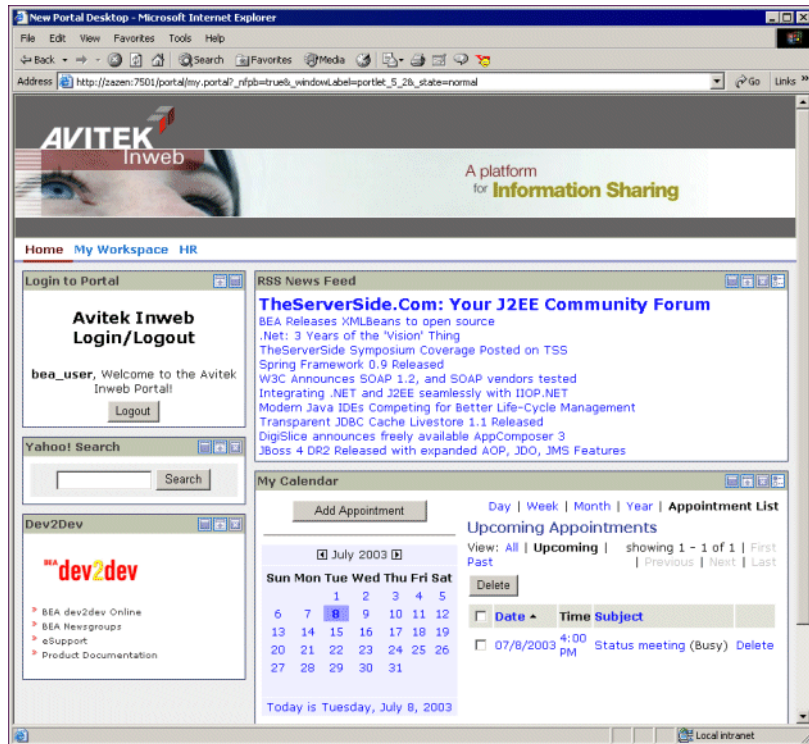 New Portal Desktop - Microsoft Internet Explorer
File Edit View Favorites Tools Help
Back Search Favorites Media
Address http://zazen:7501/portal/my.portal?_nfpb=true&_windowLabel=portlet_5_2&_state=normal Go Links »
AVITEK
Inweb
A platform
for Information Sharing
Home My Workspace HR
Login to Portal
Avitek Inweb
Login/Logout
bea_user, Welcome to the Avitek
Inweb Portal!
Logout
Yahoo! Search
Search
Dev2Dev
BEA dev2dev
» BEA dev2dev Online
» BEA Newsgroups
» eSupport
» Product Documentation
RSS News Feed
TheServerSide.Com: Your J2EE Community Forum
BEA Releases XMLBeans to open source
.Net: 3 Years of the 'Vision' Thing
TheServerSide Symposium Coverage Posted on TSS
Spring Framework 0.9 Released
W3C Announces SOAP 1.2, and SOAP vendors tested
Integrating .NET and J2EE seamlessly with IIOP.NET
Modern Java IDEs Competing for Better Life-Cycle Management
Transparent JDBC Cache Livestore 1.1 Released
DigiSlice announces freely available AppComposer 3
JBoss 4 DR2 Released with expanded AOP, JDO, JMS Features
My Calendar
Add Appointment
July 2003
Sun Mon Tue Wed Thu Fri Sat
1 2 3 4 5
6 7 8 9 10 11 12
13 14 15 16 17 18 19
20 21 22 23 24 25 26
27 28 29 30 31
Today is Tuesday, July 8, 2003
Day | Week | Month | Year | Appointment List
Upcoming Appointments
View: All | Upcoming | showing 1 - 1 of 1 | First
Past | Previous | Next | Last
Delete
Date Time Subject
07/8/2003 4:00 PM Status meeting (Busy) Delete
Local intranet